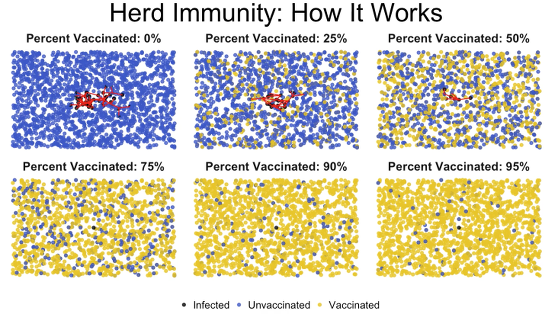 Herd Immunity: How It Works
Percent Vaccinated: 0%
Percent Vaccinated: 25%
Percent Vaccinated: 50%
Percent Vaccinated: 75%
Percent Vaccinated: 90%
Percent Vaccinated: 95%
Infected
Unvaccinated
Vaccinated